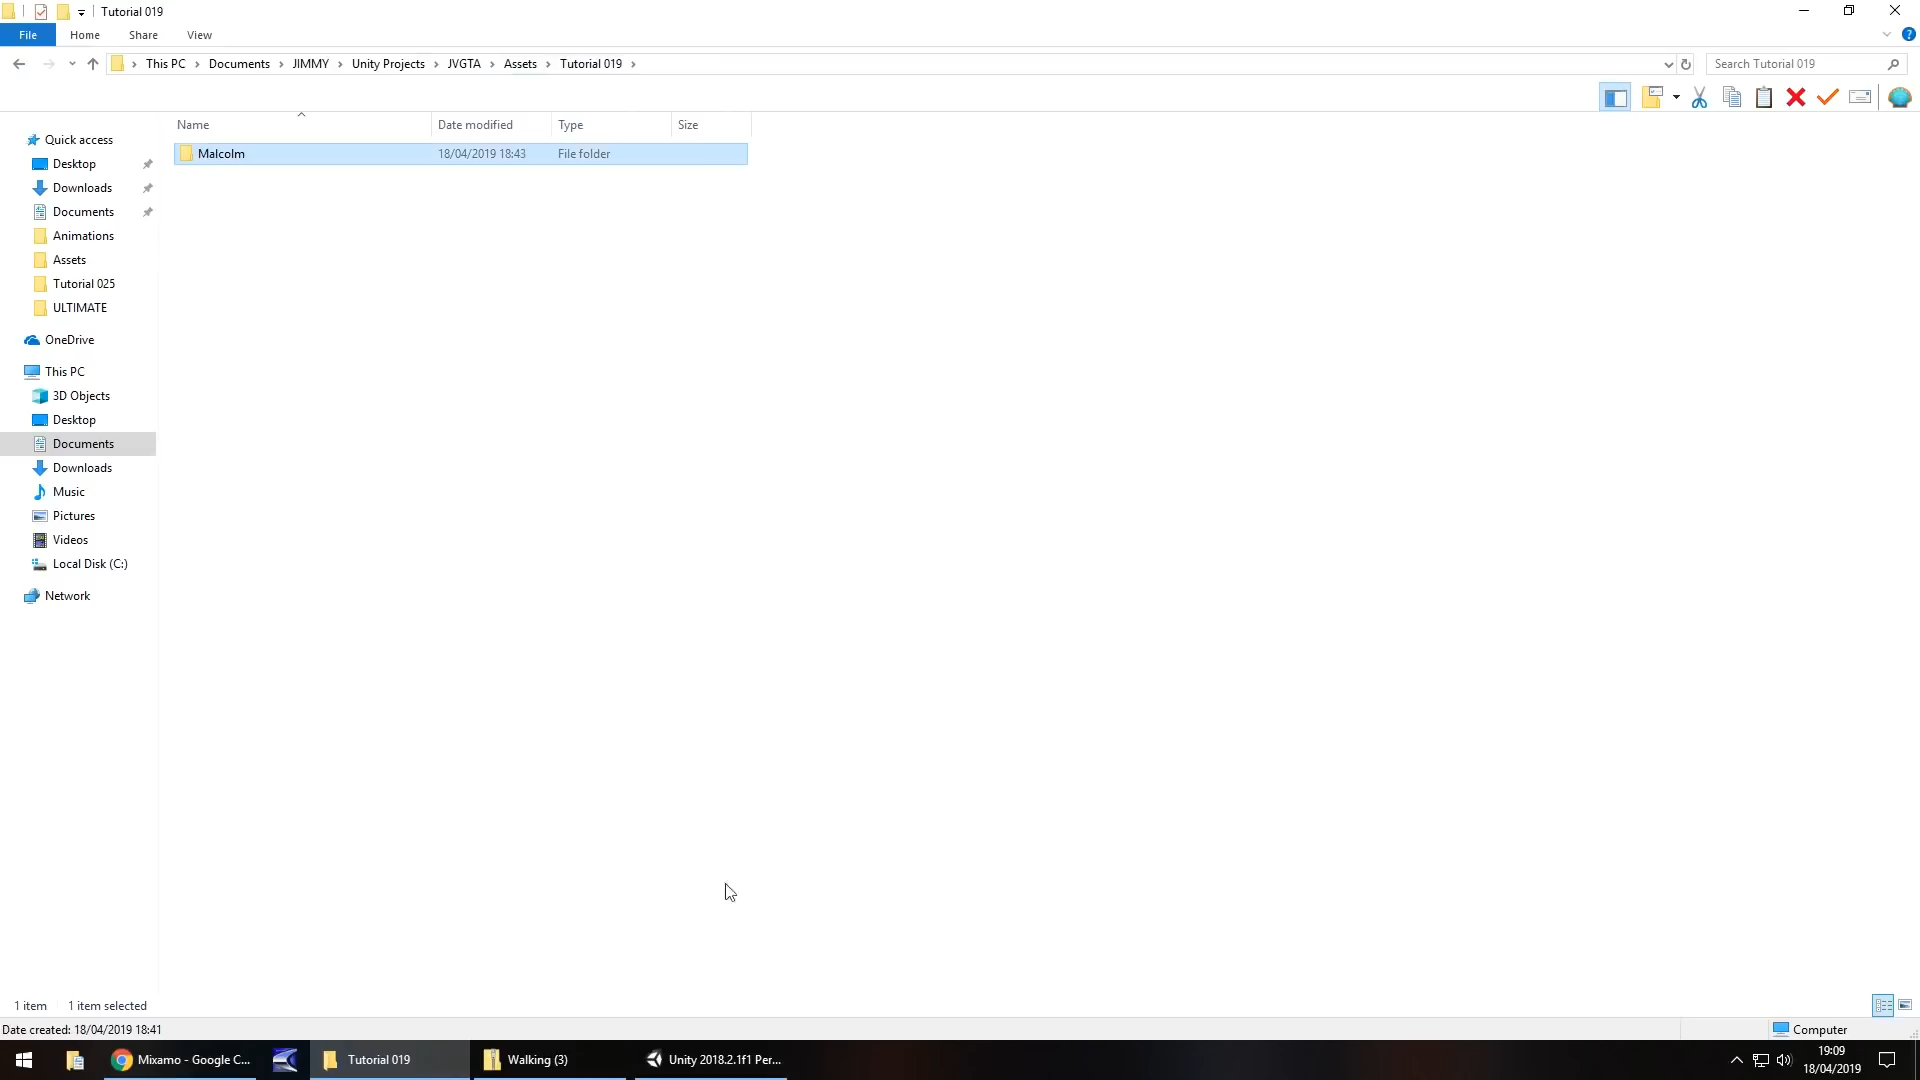 Tutorial 019
File Home Share View
This PC Documents JIMMY Unity Projects JVGTA Assets Tutorial 019
Search Tutorial 019
Name Date modified Type Size
Malcolm 18/04/2019 18:43 File folder
Quick access
Desktop
Downloads
Documents
Animations
Assets
Tutorial 025
ULTIMATE
OneDrive
This PC
3D Objects
Desktop
Documents
Downloads
Music
Pictures
Videos
Local Disk (C:)
Network
1 item 1 item selected
Date created: 18/04/2019 18:41
Computer
Mixamo - Google C... Tutorial 019 Walking (3) Unity 2018.2.1f1 Per...
19:09
18/04/2019